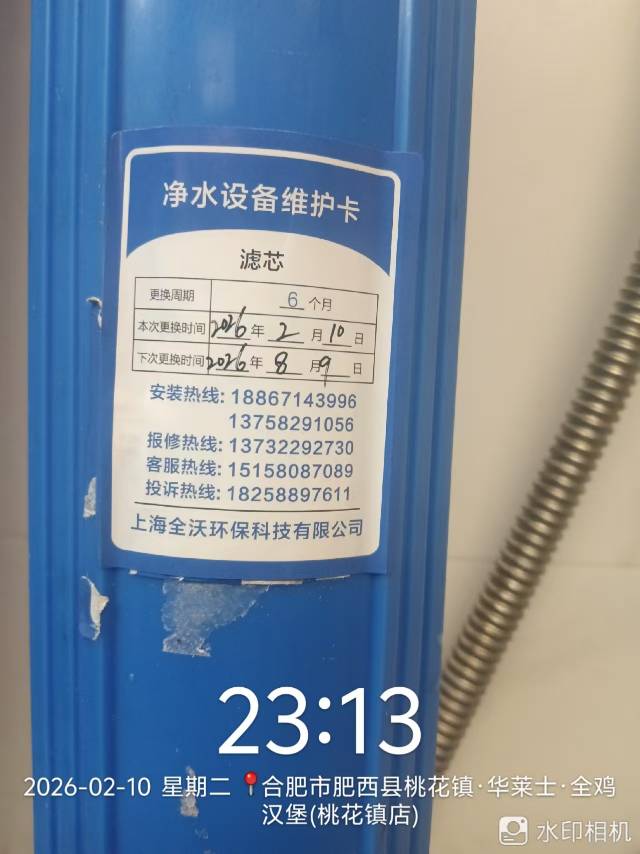 净水设备维护卡
滤芯
更换周期 6 个月
本次更换时间 2026 年 2 月 10 日
下次更换时间 2026 年 8 月 9 日
安装热线: 18867143996
13758291056
报修热线: 13732292730
客服热线: 15158087089
投诉热线: 18258897611
上海全沃环保科技有限公司
23:13
2026-02-10 星期二 📍合肥市肥西县桃花镇·华莱士·全鸡
汉堡(桃花镇店)
水印相机